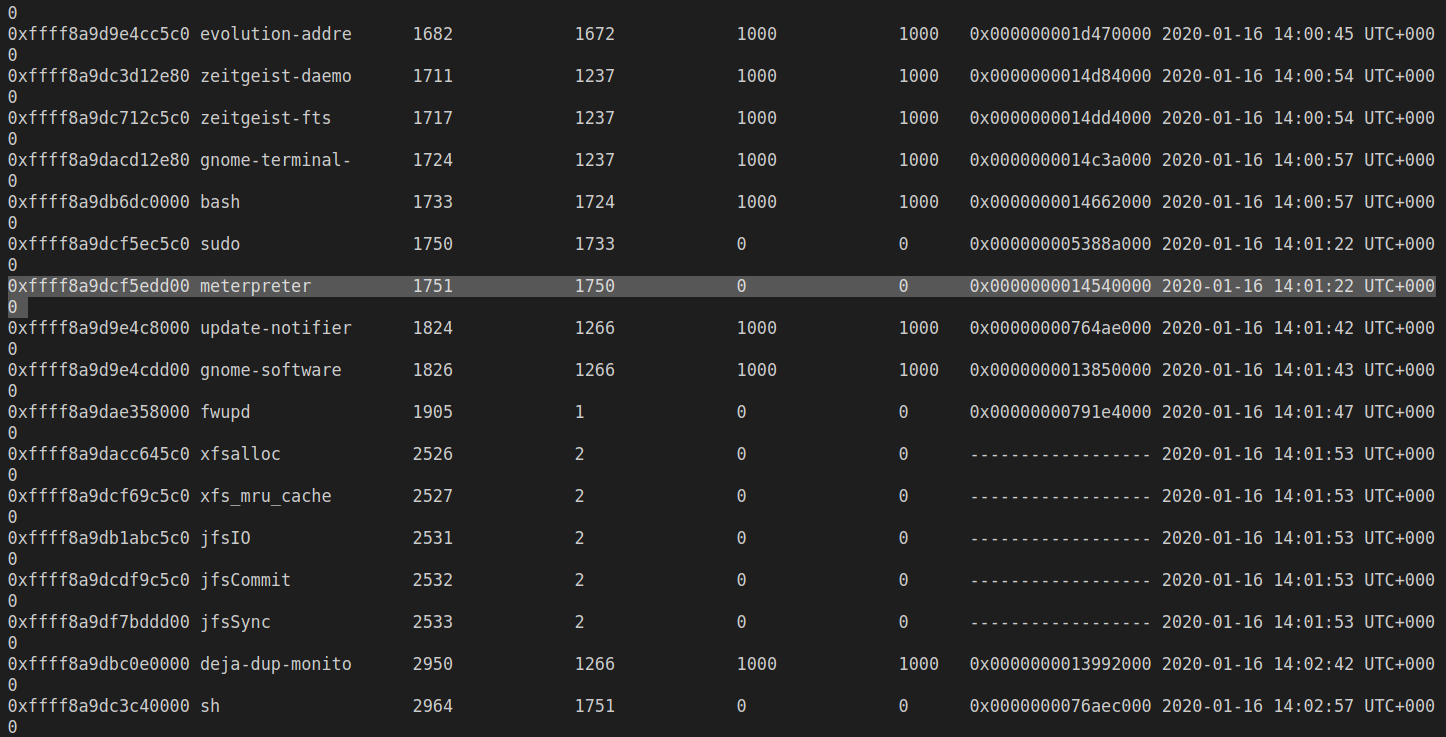 0
0xffff8a9d9e4cc5c0 evolution-addre      1682            1672            1000            1000   0x000000001d470000 2020-01-16 14:00:45 UTC+000
0
0xffff8a9dc3d12e80 zeitgeist-daemo      1711            1237            1000            1000   0x0000000014d84000 2020-01-16 14:00:54 UTC+000
0
0xffff8a9dc712c5c0 zeitgeist-fts        1717            1237            1000            1000   0x0000000014dd4000 2020-01-16 14:00:54 UTC+000
0
0xffff8a9dacd12e80 gnome-terminal-      1724            1237            1000            1000   0x0000000014c3a000 2020-01-16 14:00:57 UTC+000
0
0xffff8a9db6dc0000 bash                 1733            1724            1000            1000   0x0000000014662000 2020-01-16 14:00:57 UTC+000
0
0xffff8a9dcf5ec5c0 sudo                 1750            1733            0               0      0x000000005388a000 2020-01-16 14:01:22 UTC+000
0
0xffff8a9dcf5edd00 meterpreter          1751            1750            0               0      0x0000000014540000 2020-01-16 14:01:22 UTC+000
0
0xffff8a9d9e4c8000 update-notifier      1824            1266            1000            1000   0x00000000764ae000 2020-01-16 14:01:42 UTC+000
0
0xffff8a9d9e4cdd00 gnome-software       1826            1266            1000            1000   0x0000000013850000 2020-01-16 14:01:43 UTC+000
0
0xffff8a9dae358000 fwupd                1905            1               0               0      0x00000000791e4000 2020-01-16 14:01:47 UTC+000
0
0xffff8a9dacc645c0 xfsalloc             2526            2               0               0      ------------------ 2020-01-16 14:01:53 UTC+000
0
0xffff8a9dcf69c5c0 xfs_mru_cache        2527            2               0               0      ------------------ 2020-01-16 14:01:53 UTC+000
0
0xffff8a9db1abc5c0 jfsIO                2531            2               0               0      ------------------ 2020-01-16 14:01:53 UTC+000
0
0xffff8a9dcdf9c5c0 jfsCommit            2532            2               0               0      ------------------ 2020-01-16 14:01:53 UTC+000
0
0xffff8a9df7bddd00 jfsSync              2533            2               0               0      ------------------ 2020-01-16 14:01:53 UTC+000
0
0xffff8a9dbc0e0000 deja-dup-monito      2950            1266            1000            1000   0x0000000013992000 2020-01-16 14:02:42 UTC+000
0
0xffff8a9dc3c40000 sh                   2964            1751            0               0      0x0000000076aec000 2020-01-16 14:02:57 UTC+000
0